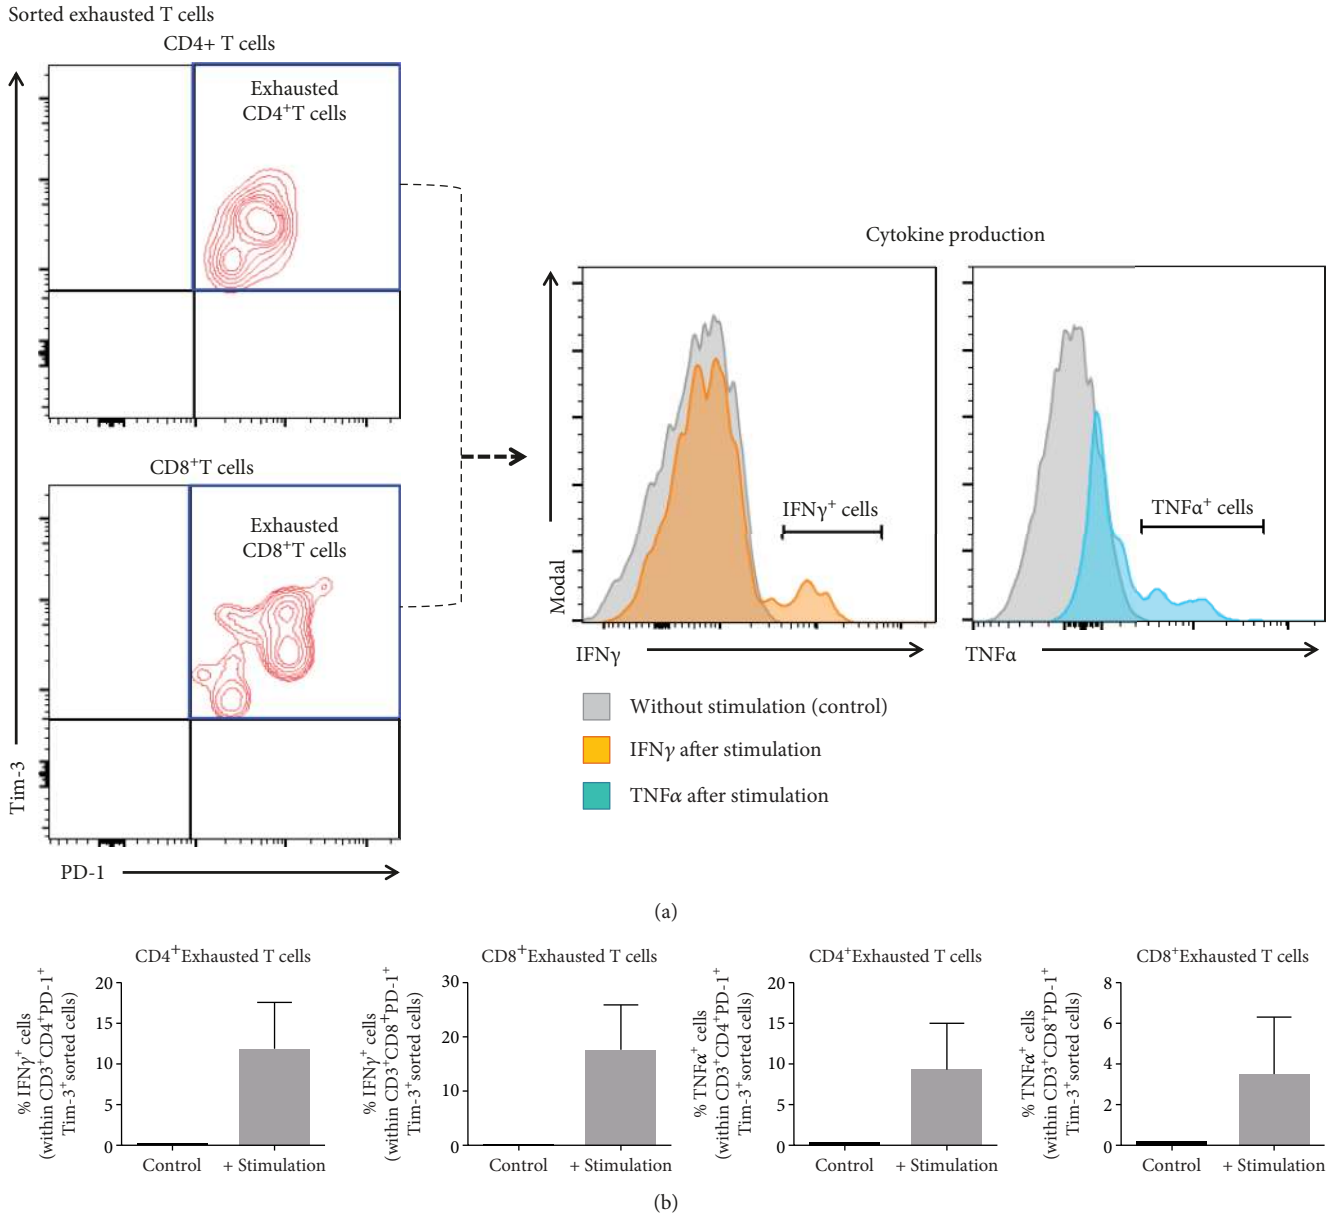 Sorted exhausted T cells
CD4+ T cells
Exhausted
CD4⁺T cells
CD8⁺T cells
Exhausted
CD8⁺T cells
Tim-3
PD-1
Cytokine production
Modal
IFNγ⁺ cells
IFNγ
TNFα⁺ cells
TNFα
Without stimulation (control)
IFNγ after stimulation
TNFα after stimulation
(a)
CD4⁺Exhausted T cells
% IFNγ⁺ cells
(within CD3⁺CD4⁺PD-1⁺
Tim-3⁺sorted cells)
20
15
10
5
0
Control
+ Stimulation
CD8⁺Exhausted T cells
% IFNγ⁺ cells
(within CD3⁺CD8⁺PD-1⁺
Tim-3⁺sorted cells)
30
20
10
0
Control
+ Stimulation
CD4⁺Exhausted T cells
% TNFα⁺ cells
(within CD3⁺CD4⁺PD-1⁺
Tim-3⁺sorted cells)
20
15
10
5
0
Control
+ Stimulation
CD8⁺Exhausted T cells
% TNFα⁺ cells
(within CD3⁺CD8⁺PD-1⁺
Tim-3⁺sorted cells)
8
6
4
2
0
Control
+ Stimulation
(b)